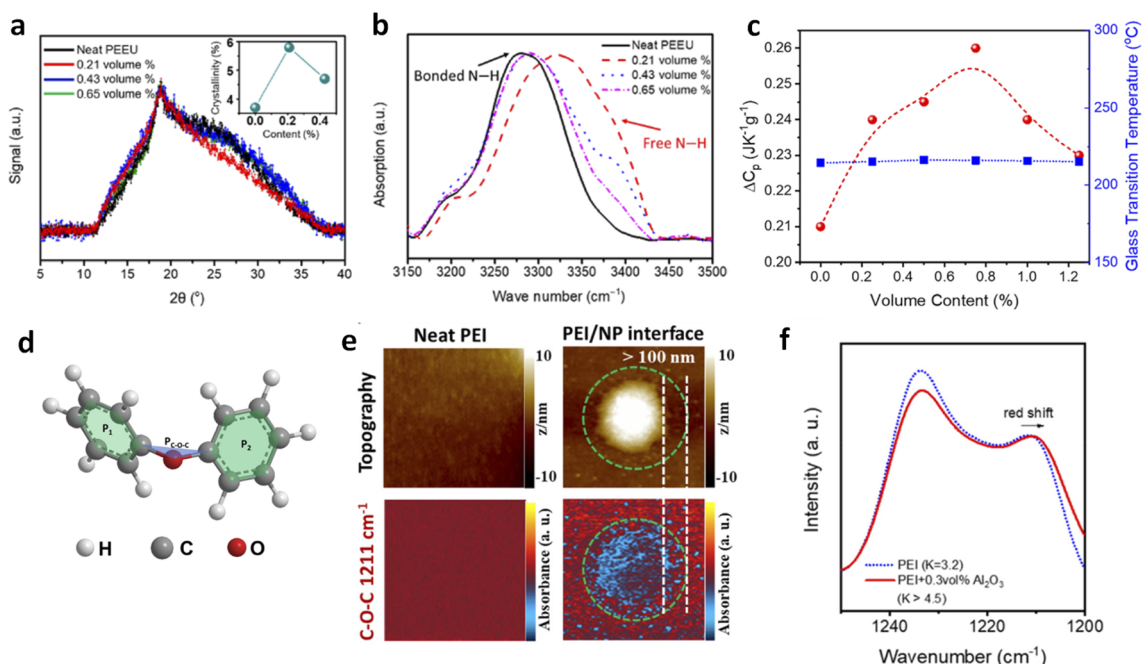 a
Signal (a.u.)
Neat PEEU
0.21 volume %
0.43 volume %
0.65 volume %
Crystallinity (%)
6
5
4
0.0 0.2 0.4
Content (%)
5 10 15 20 25 30 35 40
2θ (°)
b
Absorption (a.u.)
Bonded N−H
Neat PEEU
0.21 volume %
0.43 volume %
0.65 volume %
Free N−H
3150 3200 3250 3300 3350 3400 3450 3500
Wave number (cm⁻¹)
c
ΔCp (JK⁻¹g⁻¹)
0.26
0.25
0.24
0.23
0.22
0.21
0.20
300
250
200
150
Glass Transition Temperature (°C)
0.0 0.2 0.4 0.6 0.8 1.0 1.2
Volume Content (%)
d
P1
PC-O-C
P2
H C O
e
Neat PEI
PEI/NP interface
Topography
10
z/nm
-10
> 100 nm
10
z/nm
-10
C-O-C 1211 cm⁻¹
Absorbance (a. u.)
Absorbance (a. u.)
f
Intensity (a. u.)
red shift
PEI (K=3.2)
PEI+0.3vol% Al₂O₃
(K > 4.5)
1240 1220 1200
Wavenumber (cm⁻¹)